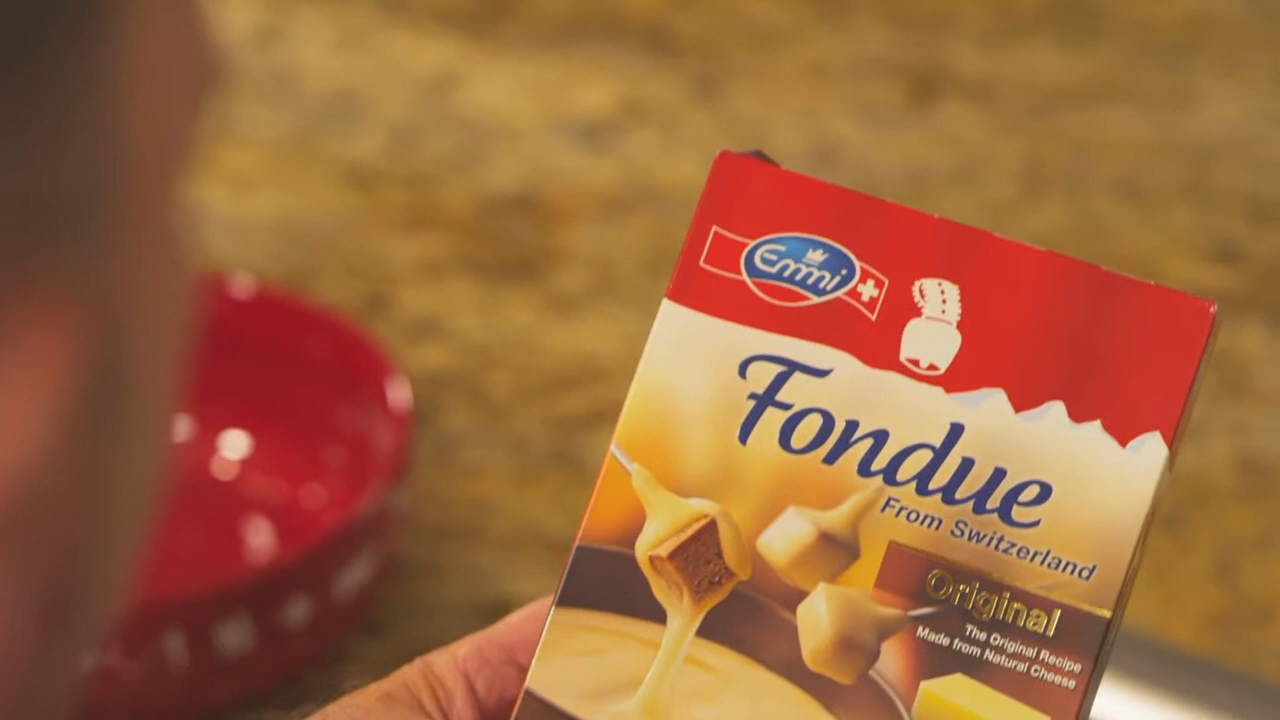 Emmi
Fondue
From Switzerland
Original
The Original Recipe
Made from Natural Cheese